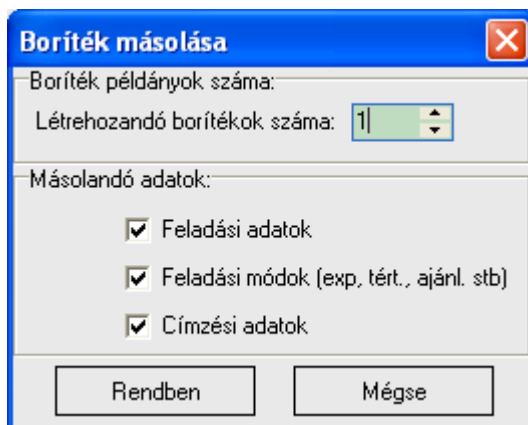 Boríték másolása
Boríték példányok száma:
Létrehozandó borítékok száma: 1
Másolandó adatok:
Feladási adatok
Feladási módok (exp, tért., ajánl. stb)
Címzési adatok
Rendben Mégse